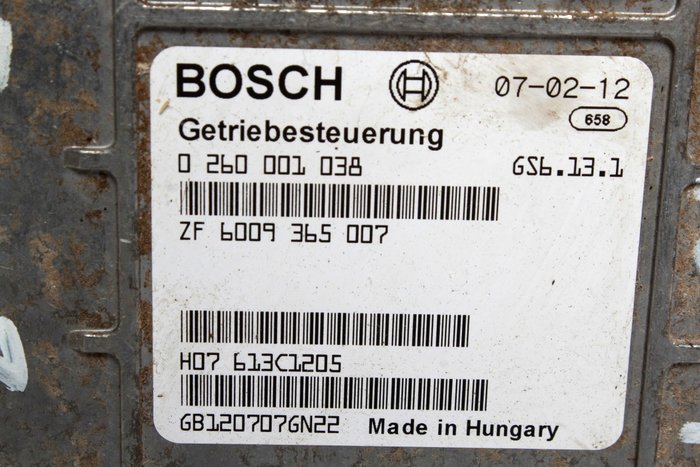 BOSCH 07-02-12
658
Getriebesteuerung
0 260 001 038 GS6.13.1
ZF 6009 365 007
H07 613C1205
GB120707GN22 Made in Hungary